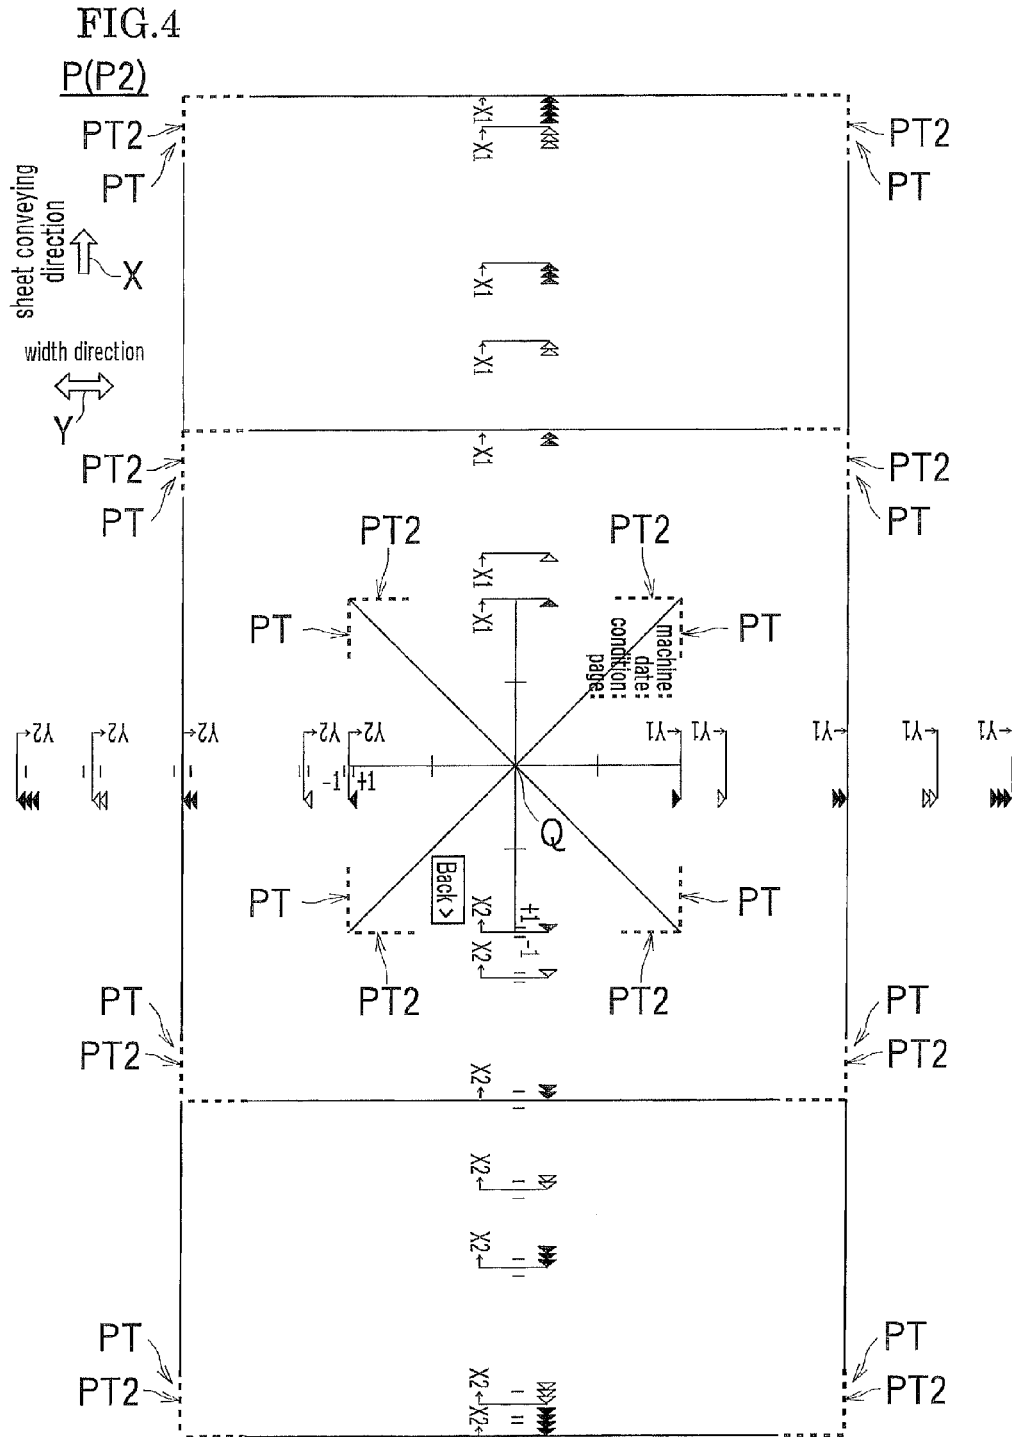 FIG.4
P(P2)
PT2
PT
PT2
PT
sheet conveying
direction
X
width direction
Y
X1
X1
X1
X1
PT2
PT
X1
PT2
PT
PT2
PT2
X1
X1
PT
PT
machine
date
condition:
page:
Y2
Y2
Y2
Y2
Y2
Y1
Y1
Y1
Y1
Y1
-1
+1
Q
PT
PT
Back >
X2
+1
-1
X2
PT2
PT2
PT
PT2
PT
PT2
X2
X2
X2
PT
PT2
PT
PT2
X2
X2